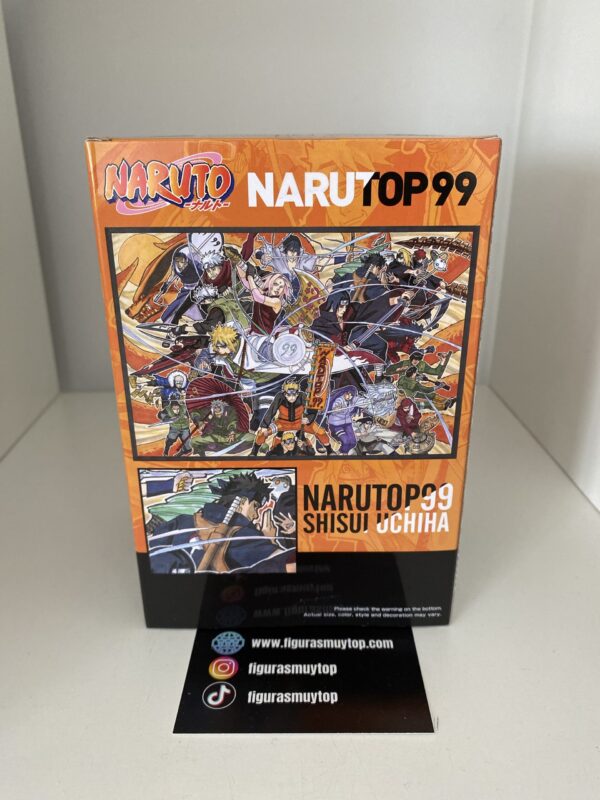 NARUTO
-ナルト-
NARUTOP99
99
NARUTOP99
SHISUI UCHIHA
Please check the warning on the bottom.
Actual size, color, style and decoration may vary.
www.figurasmuytop.com
figurasmuytop
figurasmuytop